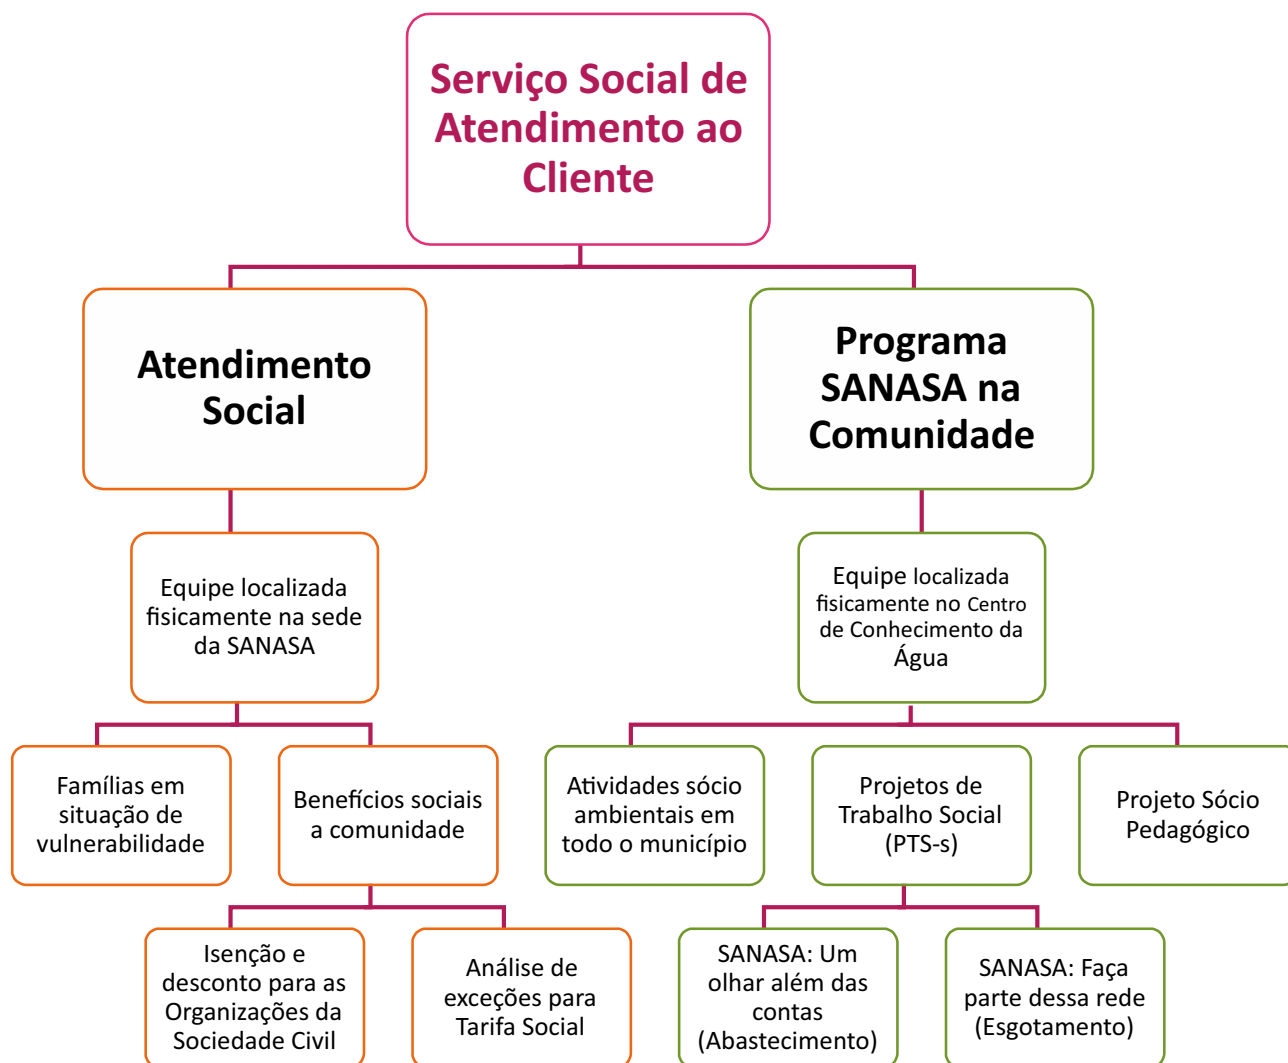 Serviço Social de
Atendimento ao
Cliente
Atendimento
Social
Programa
SANASA na
Comunidade
Equipe localizada
fisicamente na sede
da SANASA
Equipe localizada
fisicamente no Centro
de Conhecimento da
Água
Famílias em
situação de
vulnerabilidade
Benefícios sociais
a comunidade
Atividades sócio
ambientais em
todo o município
Projetos de
Trabalho Social
(PTS-s)
Projeto Sócio
Pedagógico
Isenção e
desconto para as
Organizações da
Sociedade Civil
Análise de
exceções para
Tarifa Social
SANASA: Um
olhar além das
contas
(Abastecimento)
SANASA: Faça
parte dessa rede
(Esgotamento)